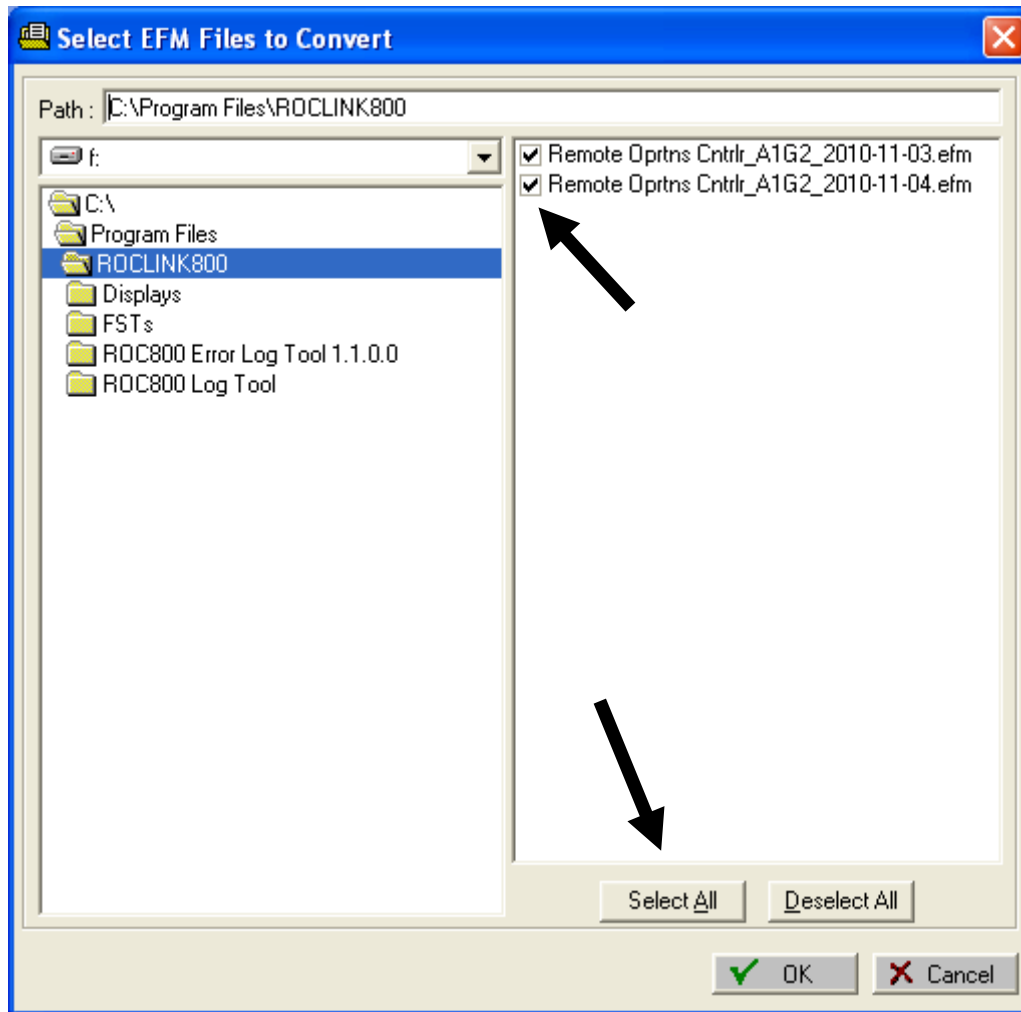 Select EFM Files to Convert
Path : C:\Program Files\ROCLINK800
f:
C:\
Program Files
ROCLINK800
Displays
FSTs
ROC800 Error Log Tool 1.1.0.0
ROC800 Log Tool
Remote Oprtns Cntrlr_A1G2_2010-11-03.efm
Remote Oprtns Cntrlr_A1G2_2010-11-04.efm
Select All
Deselect All
OK
Cancel